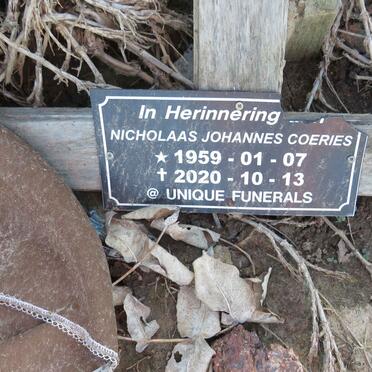 In Herinnering
NICHOLAAS JOHANNES COERIES
★ 1959 - 01 - 07
✝ 2020 - 10 - 13
@ UNIQUE FUNERALS